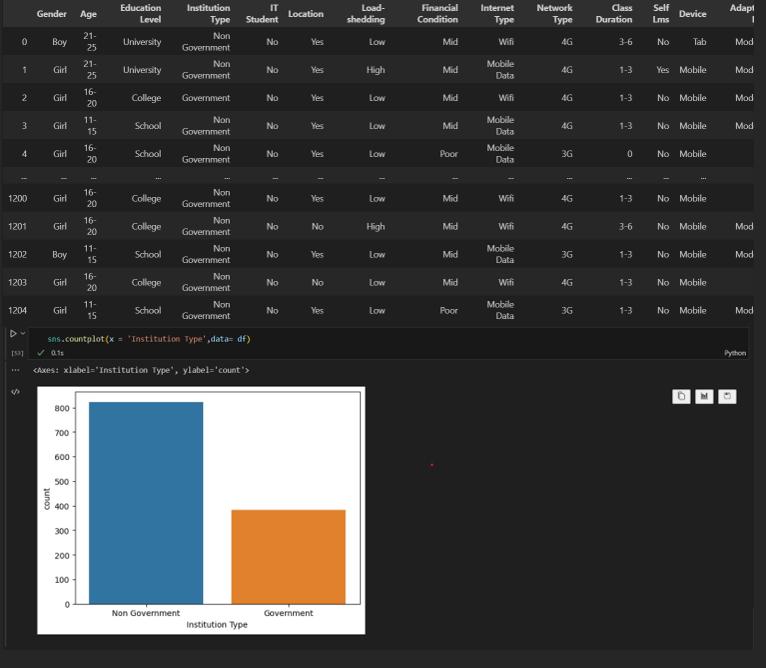 Gender Age Education Level Institution Type IT Student Location Load-shedding Financial Condition Internet Type Network Type Class Duration Self Lms Device Adapt
0 Boy 21-25 University Non Government No Yes Low Mid Wifi 4G 3-6 No Tab Mod
1 Girl 21-25 University Non Government No Yes High Mid Mobile Data 4G 1-3 Yes Mobile Mod
2 Girl 16-20 College Government No Yes Low Mid Wifi 4G 1-3 No Mobile Mod
3 Girl 11-15 School Non Government No Yes Low Mid Mobile Data 4G 1-3 No Mobile Mod
4 Girl 16-20 School Non Government No Yes Low Poor Mobile Data 3G 0 No Mobile
... ... ... ... ... ... ... ... ... ... ... ... ... ...
1200 Girl 16-20 College Non Government No Yes Low Mid Wifi 4G 1-3 No Mobile
1201 Girl 16-20 College Non Government No No High Mid Wifi 4G 3-6 No Mobile Mod
1202 Boy 11-15 School Non Government No Yes Low Mid Mobile Data 3G 1-3 No Mobile Mod
1203 Girl 16-20 College Non Government No No Low Mid Wifi 4G 1-3 No Mobile
1204 Girl 11-15 School Non Government No Yes Low Poor Mobile Data 3G 1-3 No Mobile Mod
sns.countplot(x = 'Institution Type',data= df)
[53] 0.1s Python
<Axes: xlabel='Institution Type', ylabel='count'>
800
700
600
500
400
300
200
100
0
count
Non Government Government
Institution Type